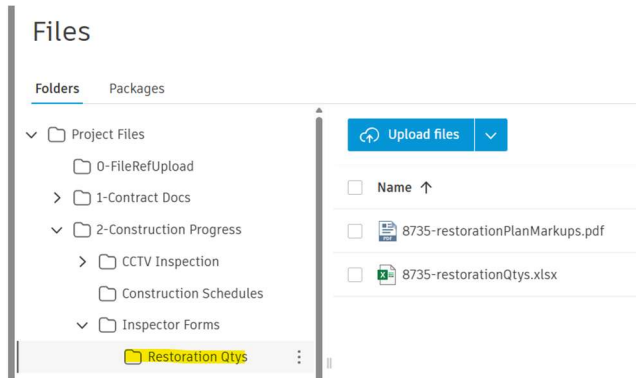 Files
Folders Packages
Project Files
0-FileRefUpload
1-Contract Docs
2-Construction Progress
CCTV Inspection
Construction Schedules
Inspector Forms
Restoration Qtys
Upload files
Name
PDF 8735-restorationPlanMarkups.pdf
8735-restorationQtys.xlsx